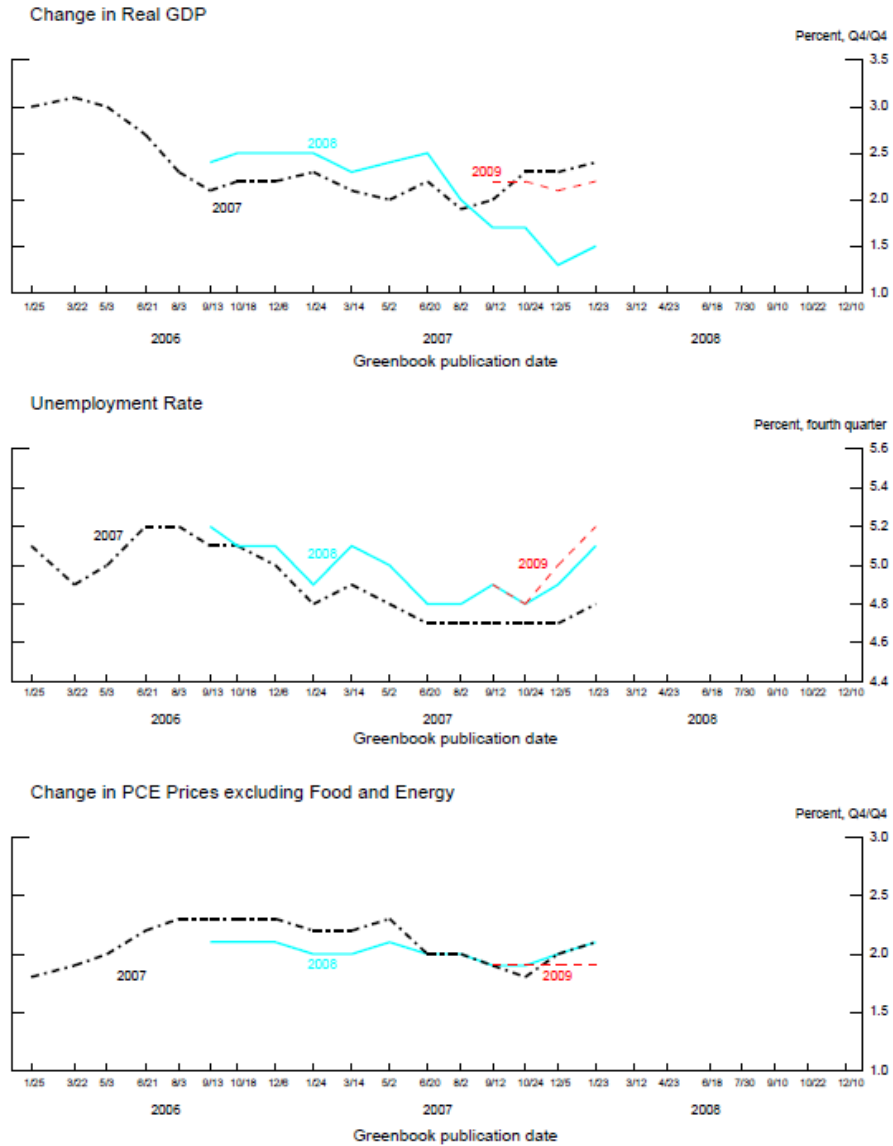 Change in Real GDP
Percent, Q4/Q4
3.5
3.0
2008
2.5
2009
2007
2.0
1.5
1.0
1/25 3/22 5/3 6/21 8/3 9/13 10/18 12/6 1/24 3/14 5/2 6/20 8/2 9/12 10/24 12/5 1/23 3/12 4/23 6/18 7/30 9/10 10/22 12/10
2006 2007 2008
Greenbook publication date
Unemployment Rate
Percent, fourth quarter
5.6
5.4
5.2
2007
2008
5.0
2009
4.8
4.6
4.4
1/25 3/22 5/3 6/21 8/3 9/13 10/18 12/6 1/24 3/14 5/2 6/20 8/2 9/12 10/24 12/5 1/23 3/12 4/23 6/18 7/30 9/10 10/22 12/10
2006 2007 2008
Greenbook publication date
Change in PCE Prices excluding Food and Energy
Percent, Q4/Q4
3.0
2.5
2.0
2007
2008
2009
1.5
1.0
1/25 3/22 5/3 6/21 8/3 9/13 10/18 12/6 1/24 3/14 5/2 6/20 8/2 9/12 10/24 12/5 1/23 3/12 4/23 6/18 7/30 9/10 10/22 12/10
2006 2007 2008
Greenbook publication date